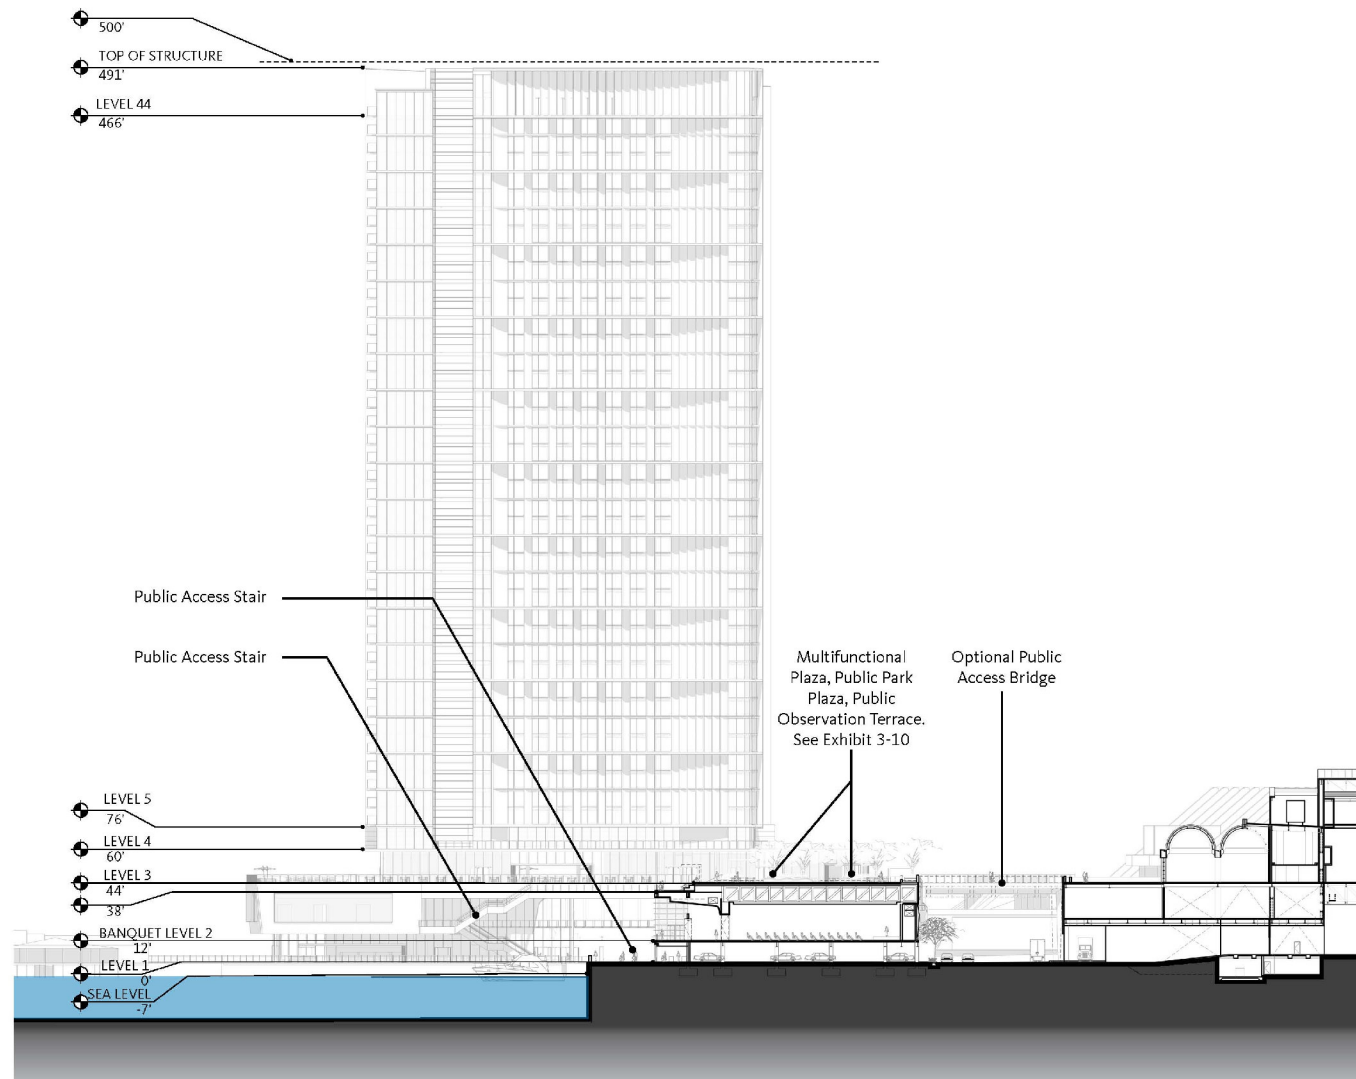 500'
TOP OF STRUCTURE
491'
LEVEL 44
466'
Public Access Stair
Public Access Stair
Multifunctional
Plaza, Public Park
Plaza, Public
Observation Terrace.
See Exhibit 3-10
Optional Public
Access Bridge
LEVEL 5
76'
LEVEL 4
60'
LEVEL 3
44'
38'
BANQUET LEVEL 2
12'
LEVEL 1
0'
SEA LEVEL
-7'